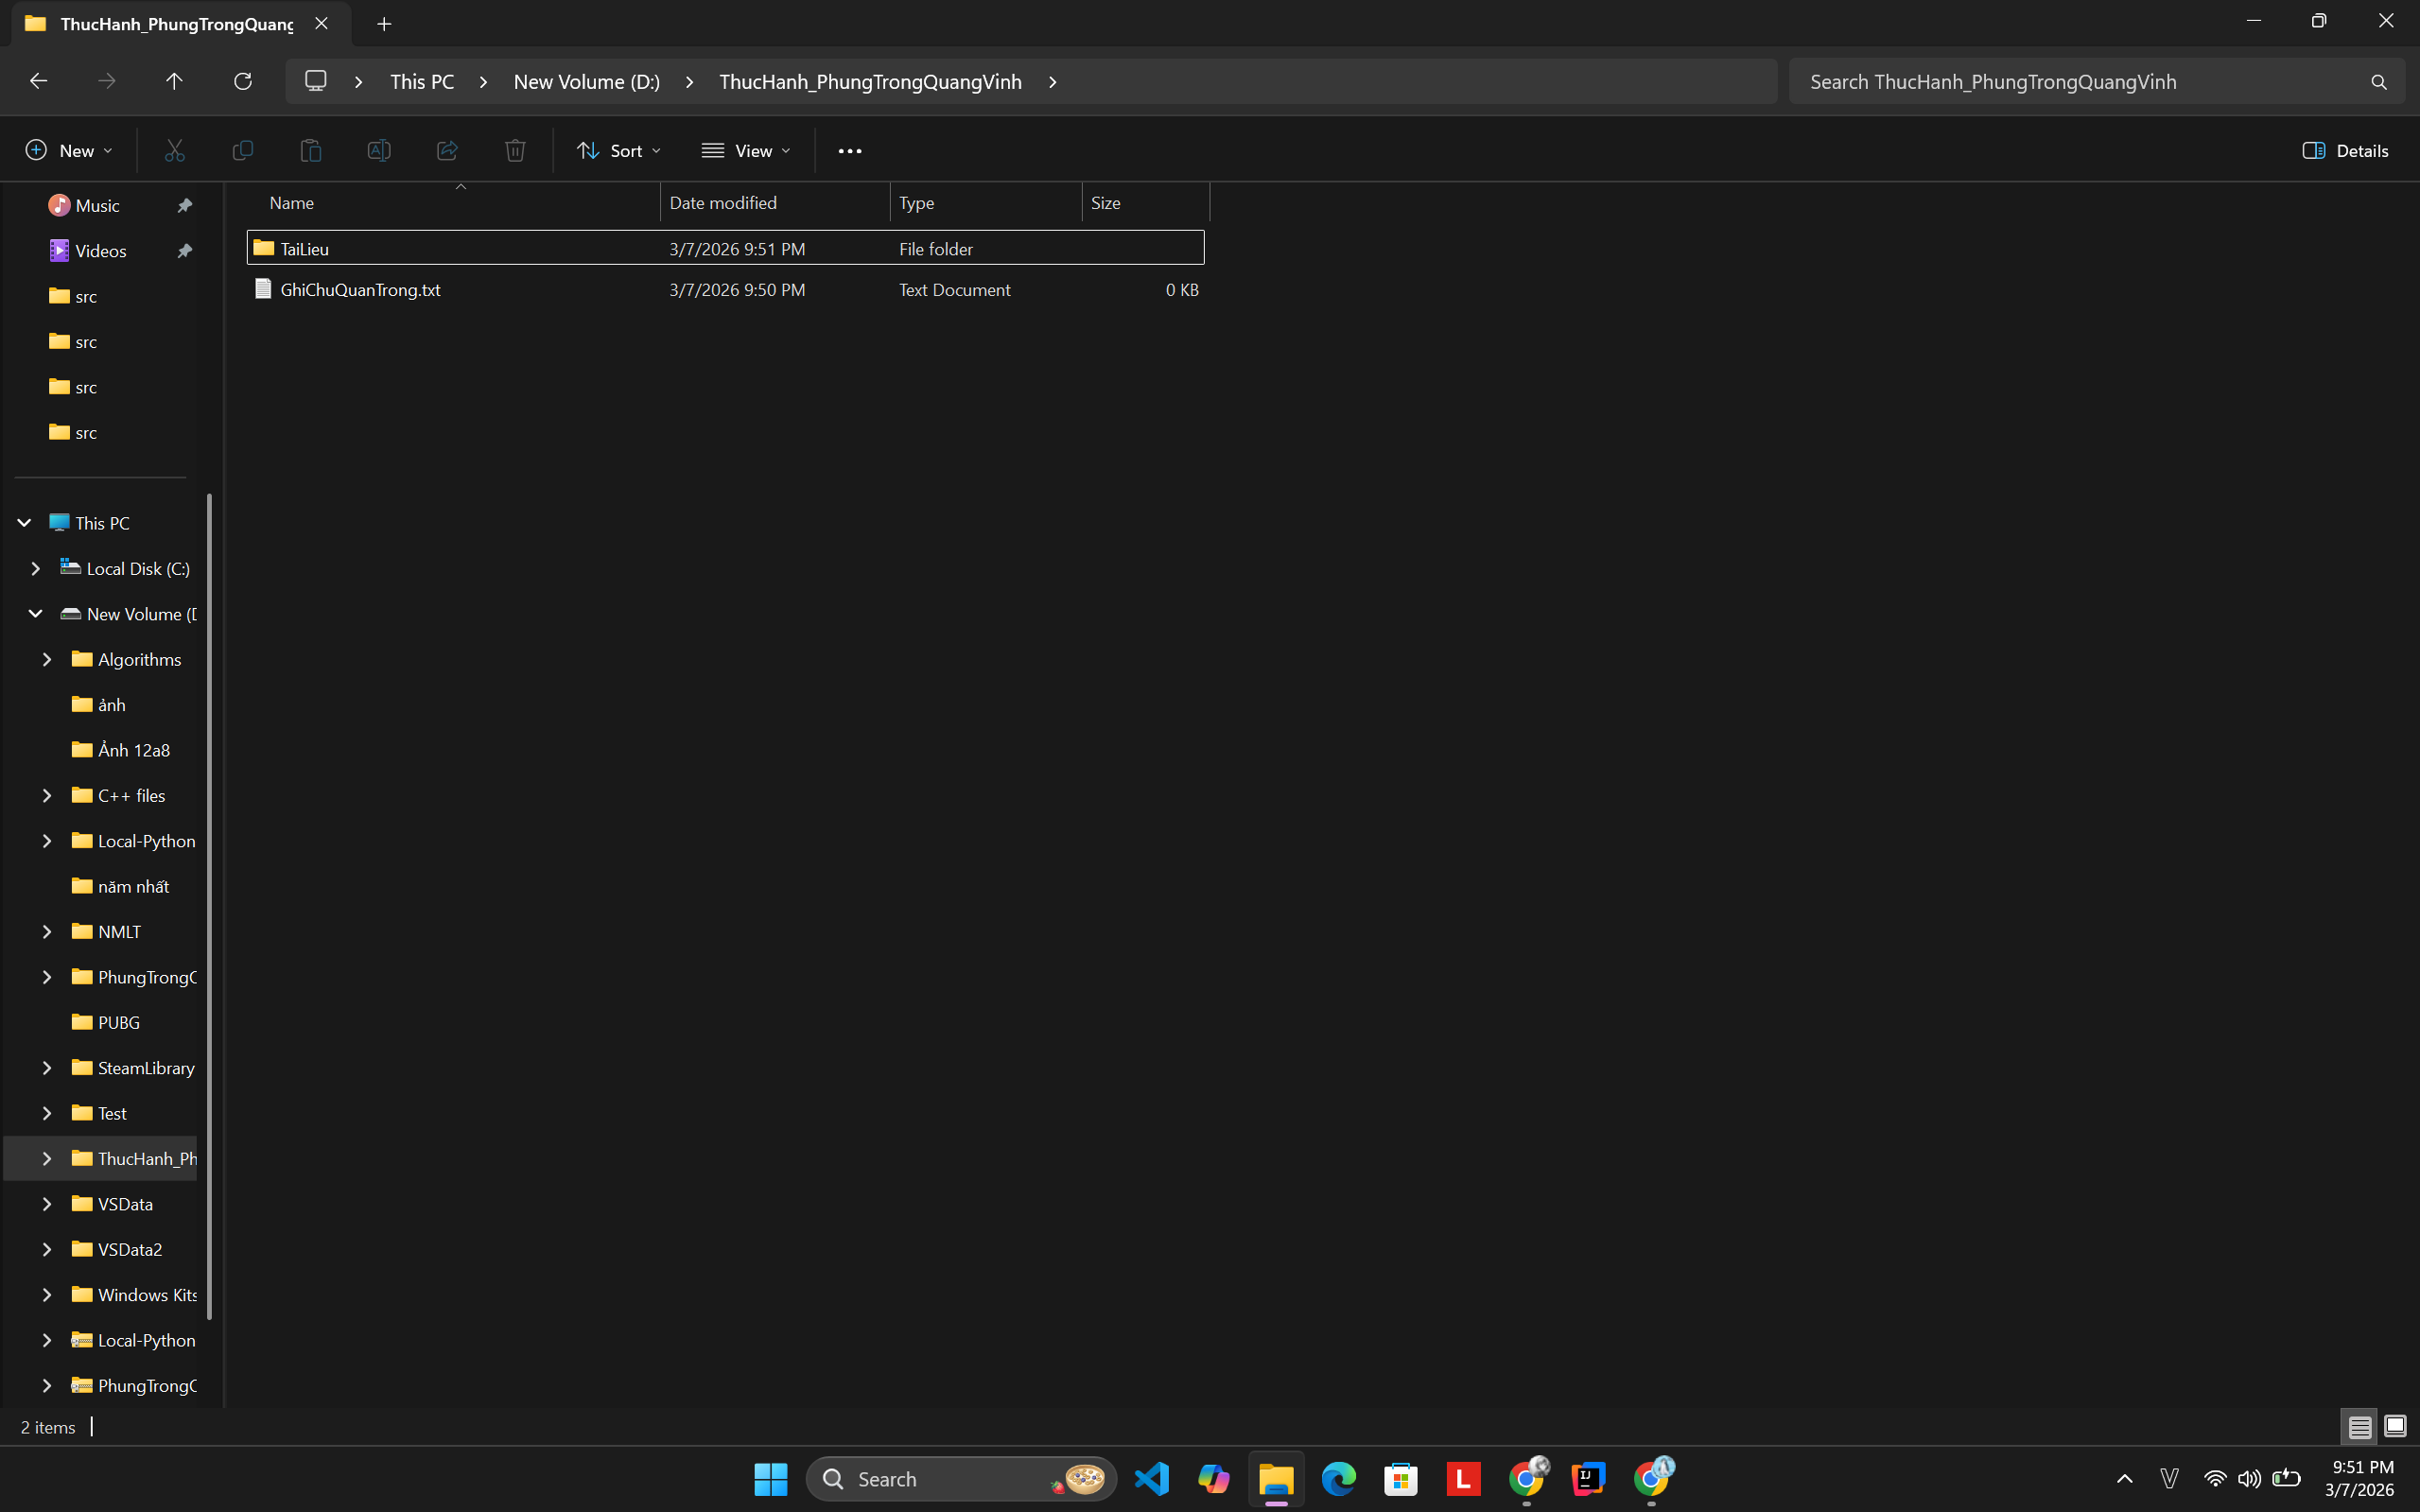 ThucHanh_PhungTrongQuang
This PC > New Volume (D:) > ThucHanh_PhungTrongQuangVinh >
Search ThucHanh_PhungTrongQuangVinh
New
Sort
View
Details
Music
Videos
src
src
src
src
This PC
Local Disk (C:)
New Volume (D
Algorithms
ảnh
Ảnh 12a8
C++ files
Local-Python
năm nhất
NMLT
PhungTrongQ
PUBG
SteamLibrary
Test
ThucHanh_Ph
VSData
VSData2
Windows Kits
Local-Python
PhungTrongQ
Name Date modified Type Size
TaiLieu 3/7/2026 9:51 PM File folder
GhiChuQuanTrong.txt 3/7/2026 9:50 PM Text Document 0 KB
2 items
Search
L
IJ
V
9:51 PM
3/7/2026